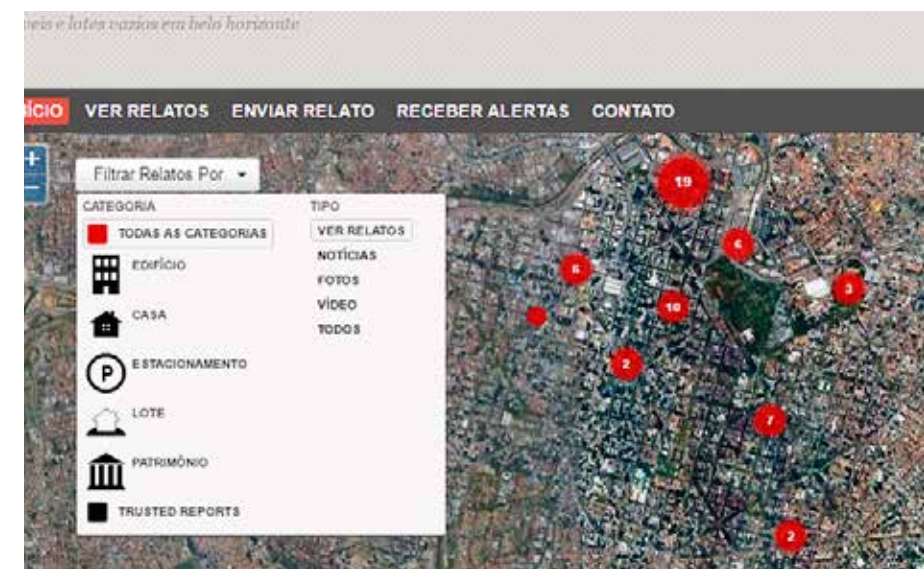 e lotes vazios em belo horizonte
VER RELATOS ENVIAR RELATO RECEBER ALERTAS CONTATO
+
−
Filtrar Relatos Por
CATEGORIA TIPO
TODAS AS CATEGORIAS VER RELATOS
EDIFÍCIO NOTÍCIAS
FOTOS
CASA VÍDEO
TODOS
P ESTACIONAMENTO
LOTE
PATRIMÔNIO
TRUSTED REPORTS
19
6
6
3
10
2
7
2